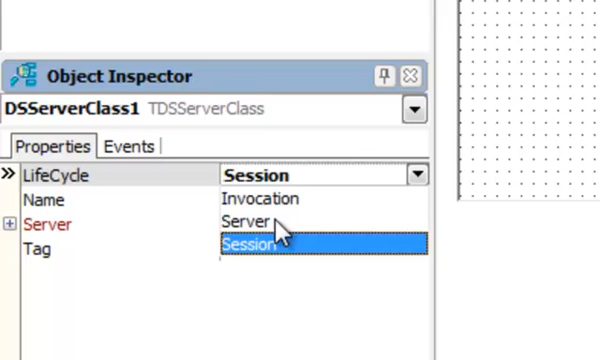 Object Inspector
DSServerClass1 TDSServerClass
Properties Events
LifeCycle Session
Name Invocation
Server Server
Tag Session